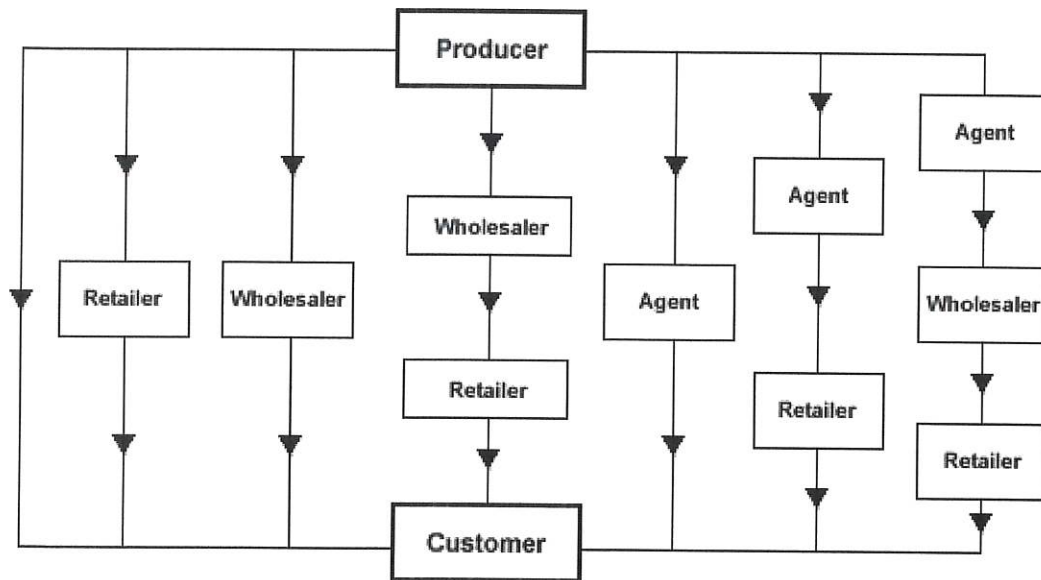 Producer
Agent
Agent
Wholesaler
Retailer
Wholesaler
Agent
Wholesaler
Retailer
Retailer
Retailer
Customer